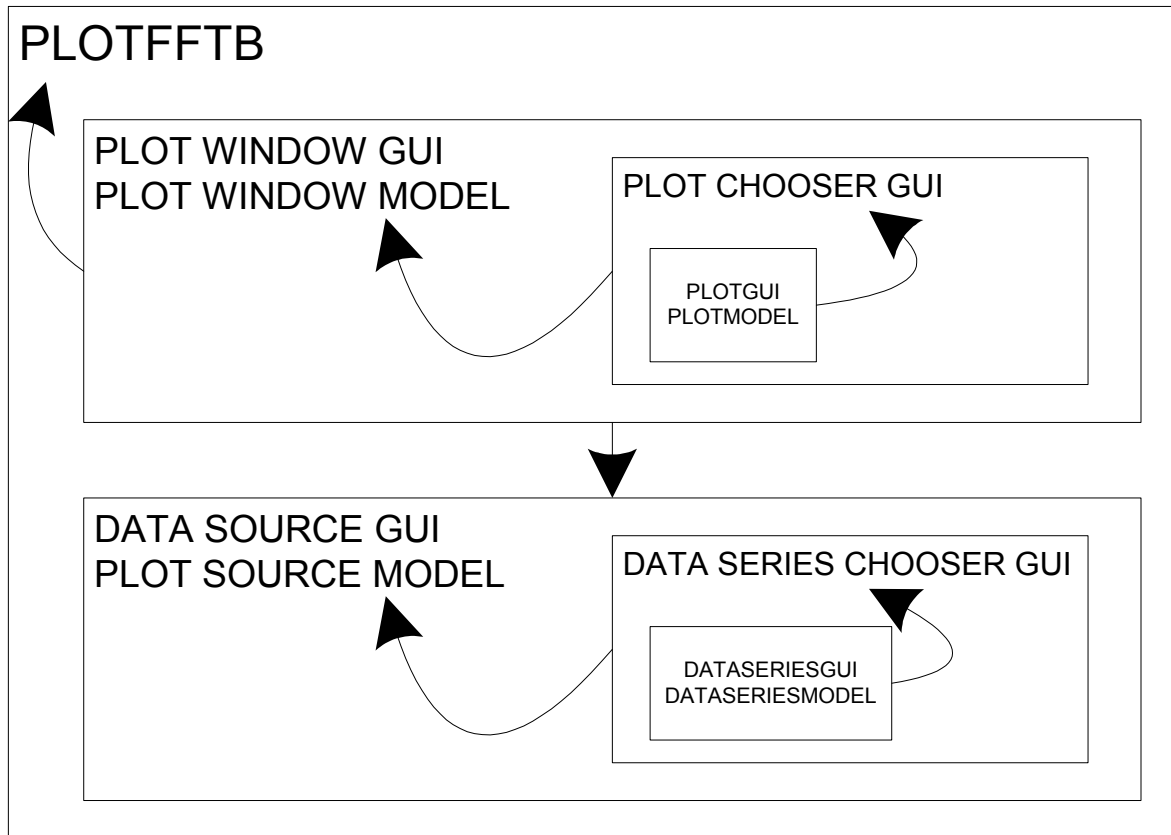 PLOTFFTB
PLOT WINDOW GUI
PLOT WINDOW MODEL
PLOT CHOOSER GUI
PLOTGUI
PLOTMODEL
DATA SOURCE GUI
PLOT SOURCE MODEL
DATA SERIES CHOOSER GUI
DATASERIESGUI
DATASERIESMODEL